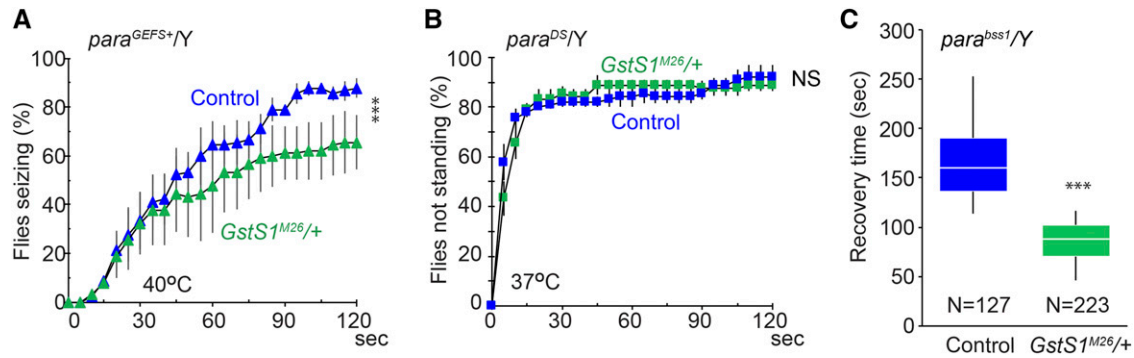 A
para^GEFS+/Y
Flies seizing (%)
100
80
60
40
20
0
Control
GstS1^M26/+
***
40ºC
0 30 60 90 120
sec
B
para^DS/Y
Flies not standing (%)
100
80
60
40
20
0
GstS1^M26/+
Control
NS
37ºC
0 30 60 90 120
sec
C
para^bss1/Y
Recovery time (sec)
300
250
200
150
100
50
0
***
N=127 N=223
Control GstS1^M26/+